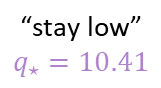 “stay low”
q⋆ = 10.41